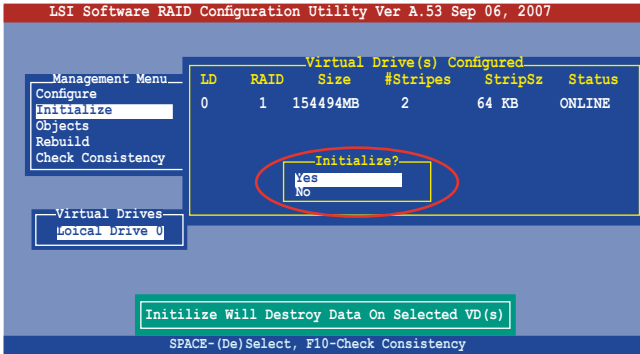 LSI Software RAID Configuration Utility Ver A.53 Sep 06, 2007
Virtual Drive(s) Configured
LD RAID Size #Stripes StripSz Status
0 1 154494MB 2 64 KB ONLINE
Management Menu
Configure
Initialize
Objects
Rebuild
Check Consistency
Initialize?
Yes
No
Virtual Drives
Loical Drive 0
Initilize Will Destroy Data On Selected VD(s)
SPACE-(De)Select, F10-Check Consistency